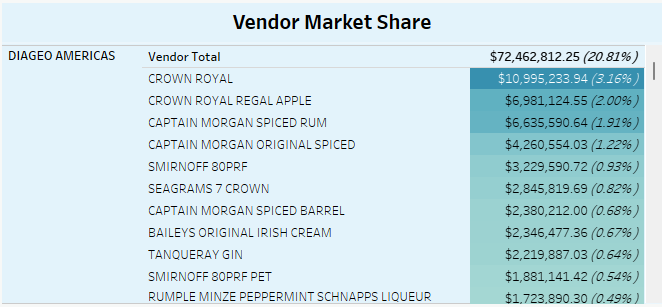 Vendor Market Share
DIAGEO AMERICAS Vendor Total $72,462,812.25 (20.81%)
CROWN ROYAL $10,995,233.94 (3.16%)
CROWN ROYAL REGAL APPLE $6,981,124.55 (2.00%)
CAPTAIN MORGAN SPICED RUM $6,635,590.64 (1.91%)
CAPTAIN MORGAN ORIGINAL SPICED $4,260,554.03 (1.22%)
SMIRNOFF 80PRF $3,229,590.72 (0.93%)
SEAGRAMS 7 CROWN $2,845,819.69 (0.82%)
CAPTAIN MORGAN SPICED BARREL $2,380,212.00 (0.68%)
BAILEYS ORIGINAL IRISH CREAM $2,346,477.36 (0.67%)
TANQUERAY GIN $2,219,887.03 (0.64%)
SMIRNOFF 80PRF PET $1,881,141.42 (0.54%)
RUMPLE MINZE PEPPERMINT SCHNAPPS LIQUEUR $1,723,890.30 (0.49%)